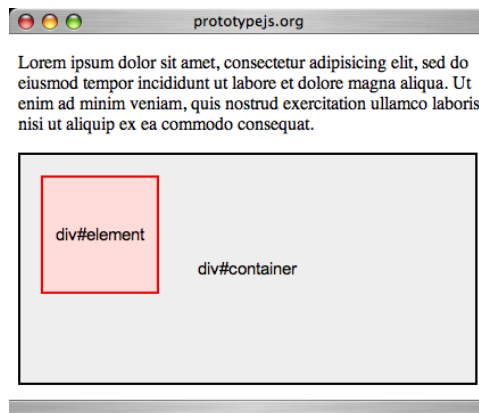 prototypejs.org
Lorem ipsum dolor sit amet, consectetur adipisicing elit, sed do
eiusmod tempor incididunt ut labore et dolore magna aliqua. Ut
enim ad minim veniam, quis nostrud exercitation ullamco laboris
nisi ut aliquip ex ea commodo consequat.
div#element
div#container